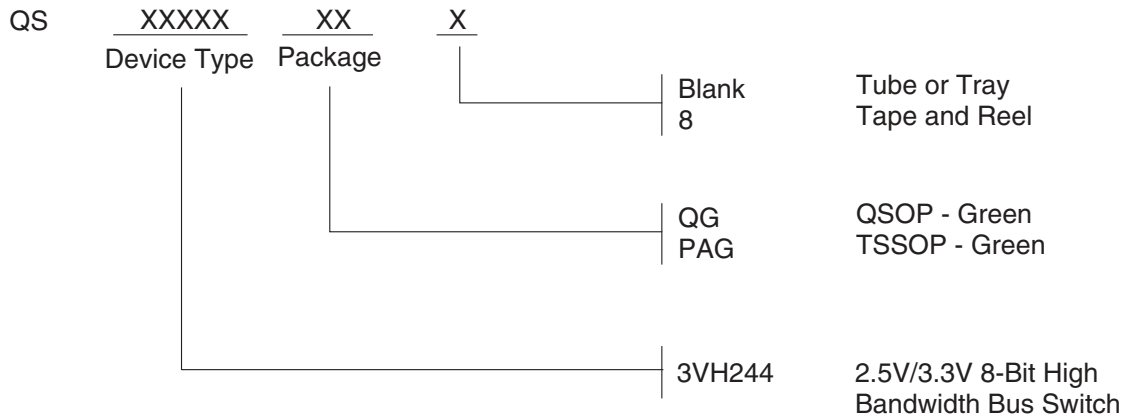 QS XXXXX XX X
Device Type Package
Blank Tube or Tray
8 Tape and Reel
QG QSOP - Green
PAG TSSOP - Green
3VH244 2.5V/3.3V 8-Bit High
Bandwidth Bus Switch